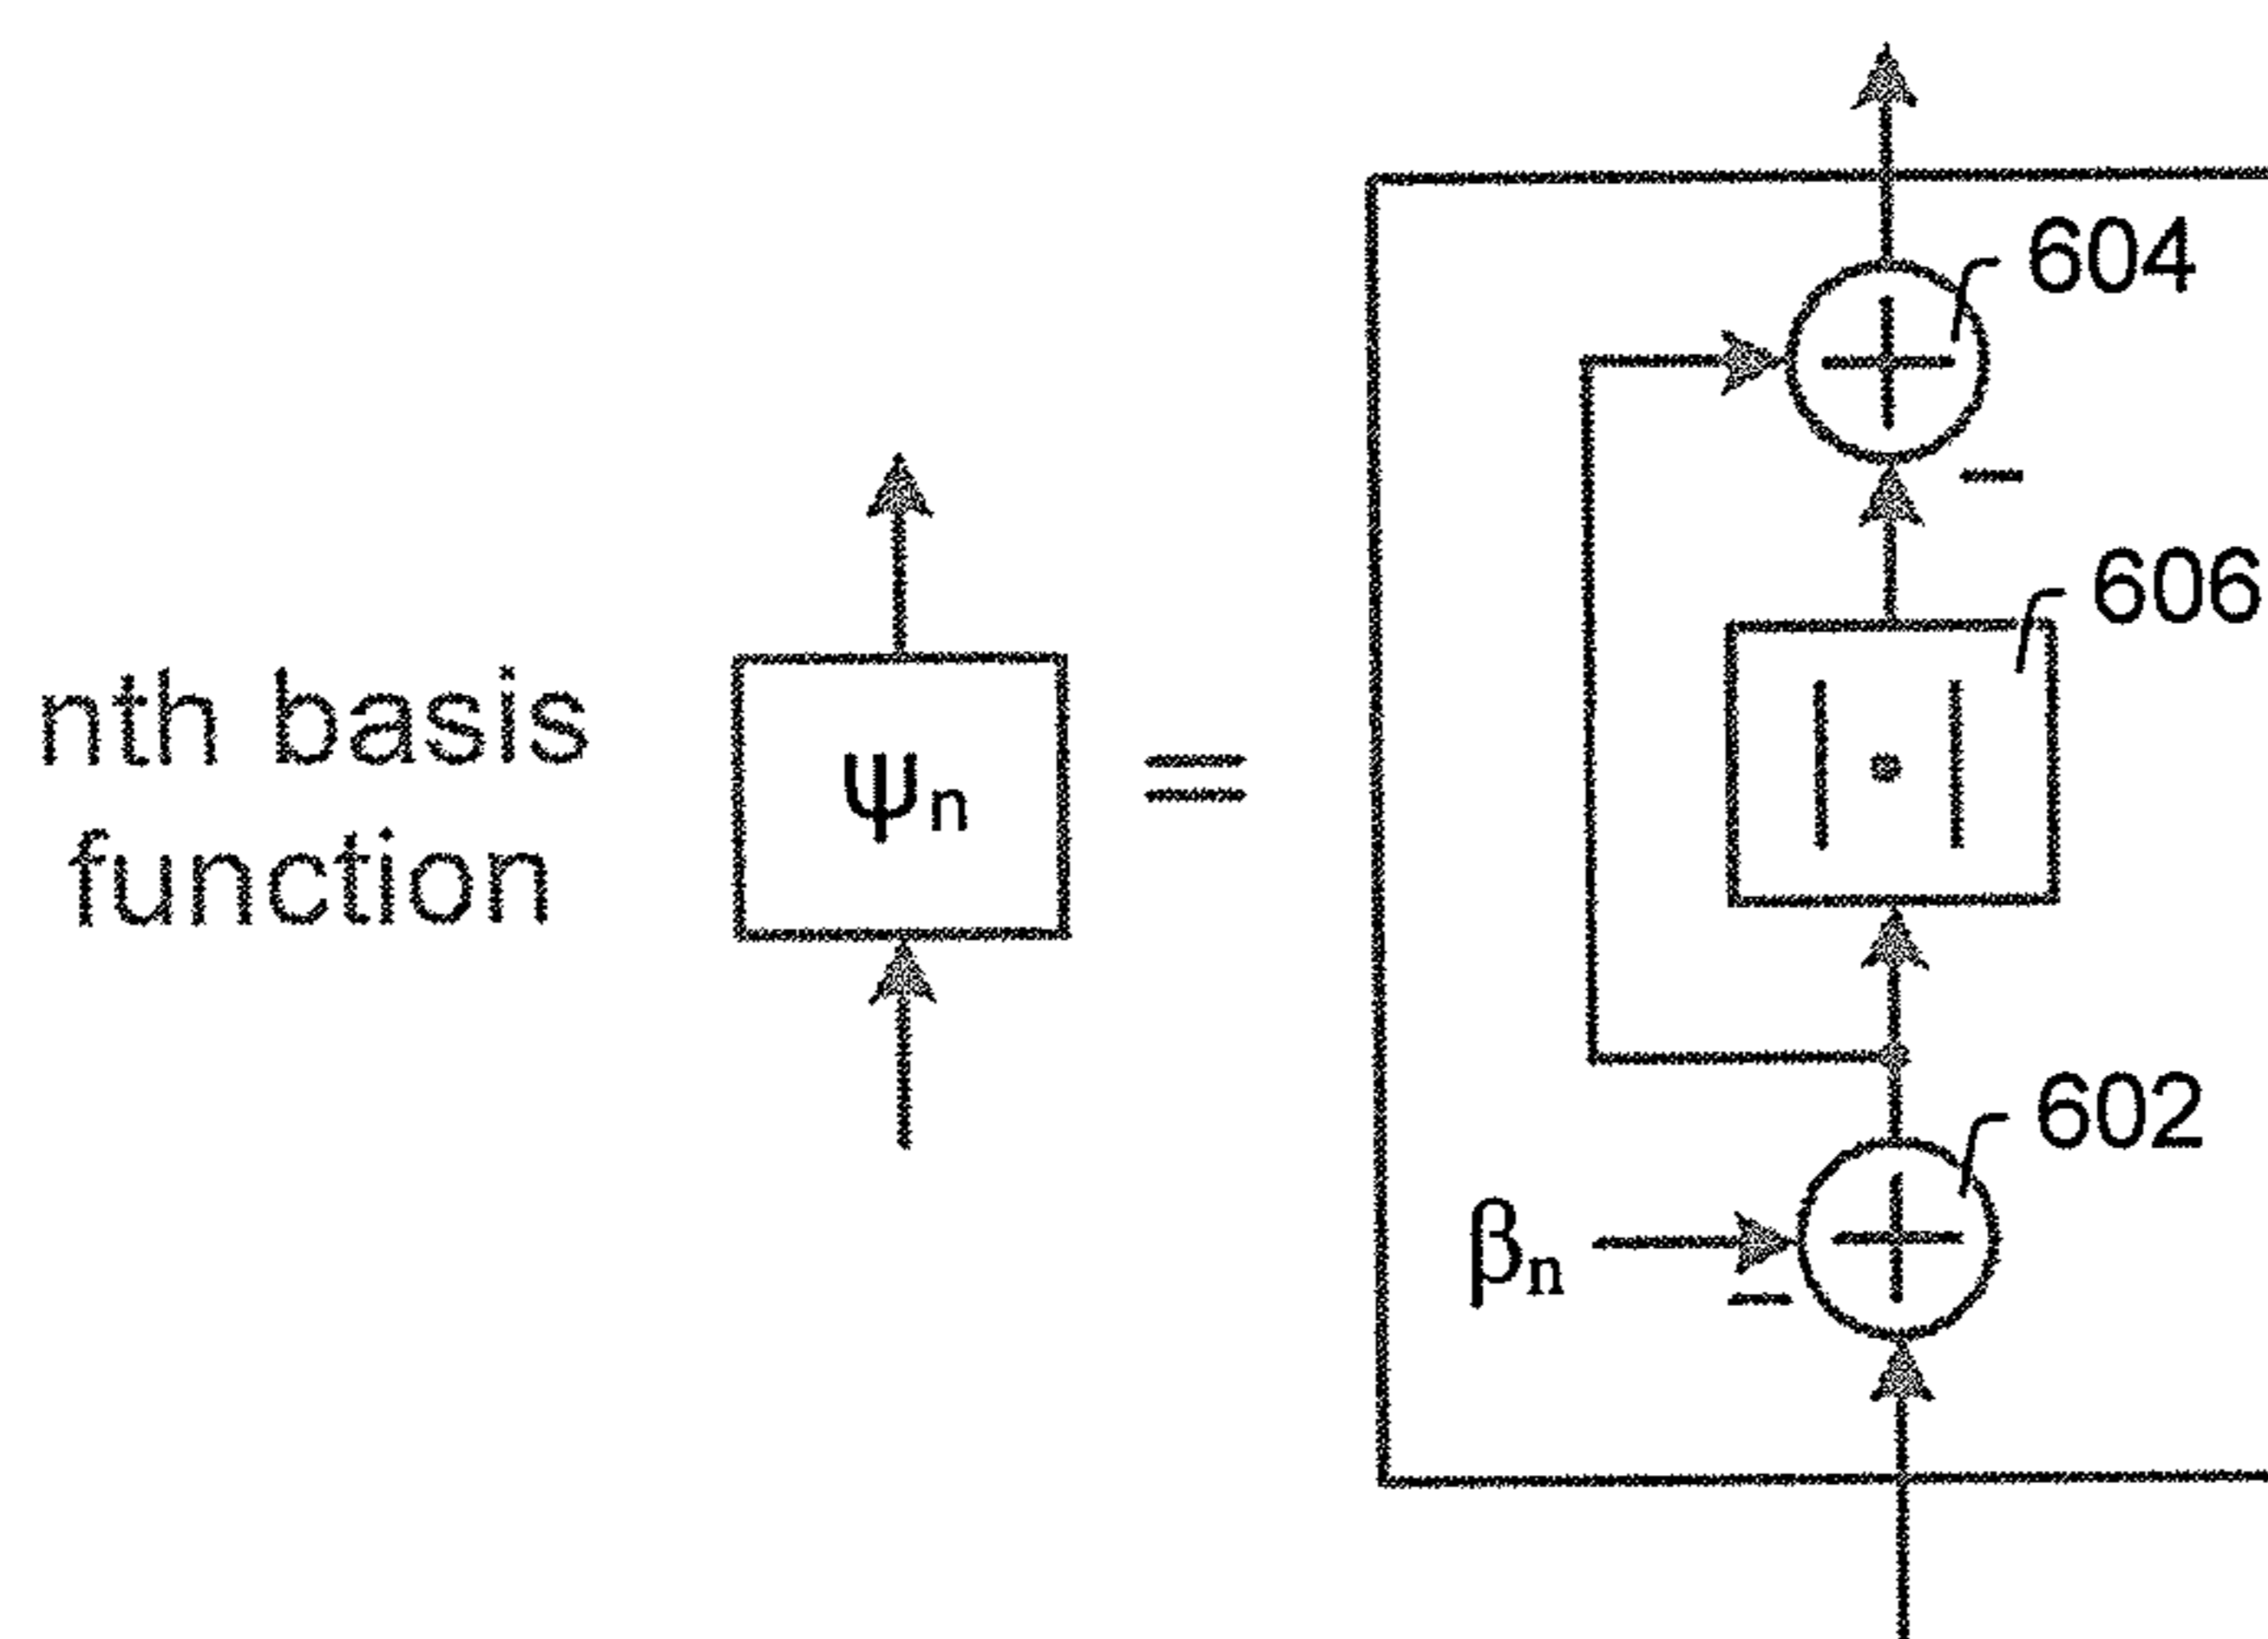 nth basis
function
ψn
=
604
–
606
| • |
602
βn
–